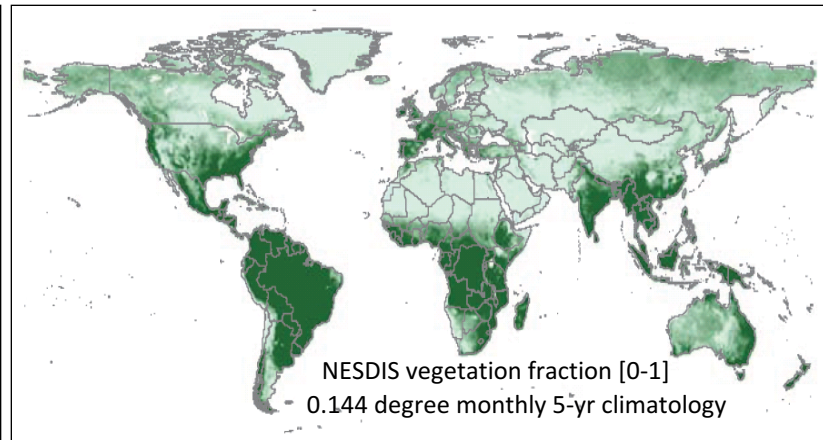 NESDIS vegetation fraction [0-1]
0.144 degree monthly 5-yr climatology